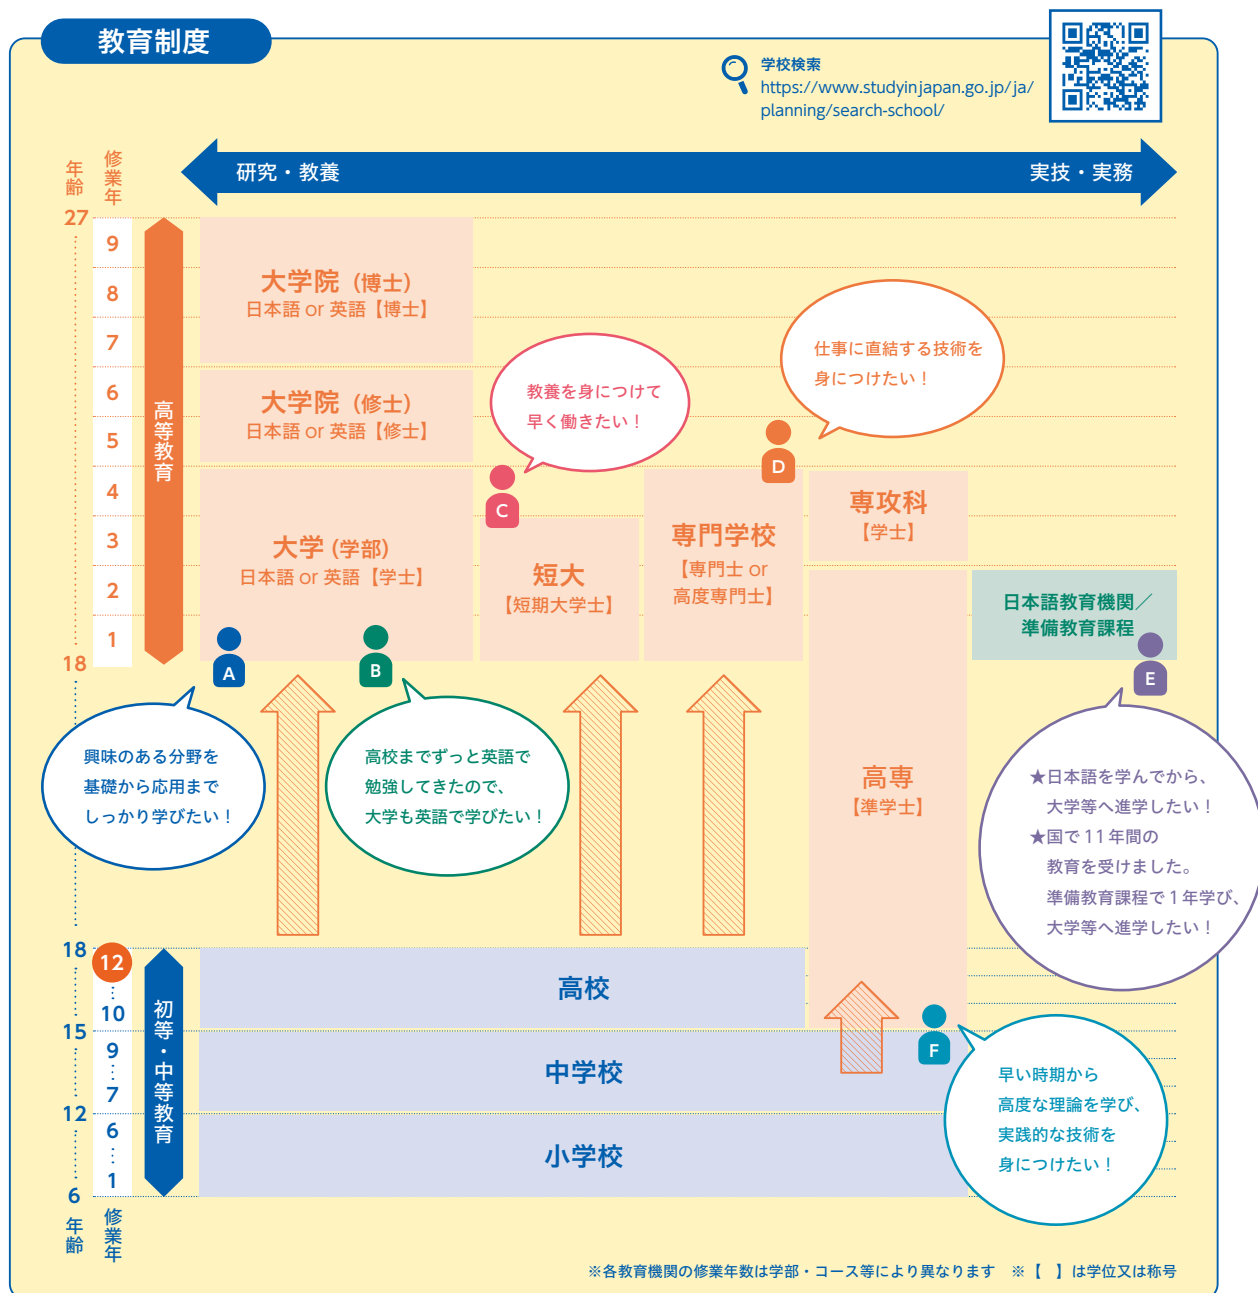 教育制度
学校検索
https://www.studyinjapan.go.jp/ja/
planning/search-school/
年齢
修業年
研究・教養
実技・実務
27
9
8
7
6
5
4
3
2
1
18
高等教育
大学院（博士）
日本語 or 英語【博士】
大学院（修士）
日本語 or 英語【修士】
大学（学部）
日本語 or 英語【学士】
教養を身につけて
早く働きたい！
C
仕事に直結する技術を
身につけたい！
D
短大
【短期大学士】
専門学校
【専門士 or
高度専門士】
専攻科
【学士】
日本語教育機関／
準備教育課程
A
B
E
興味のある分野を
基礎から応用まで
しっかり学びたい！
高校までずっと英語で
勉強してきたので、
大学も英語で学びたい！
高専
【準学士】
★日本語を学んでから、
大学等へ進学したい！
★国で11年間の
教育を受けました。
準備教育課程で1年学び、
大学等へ進学したい！
18
12
10
15
9
7
12
6
1
6
初等・中等教育
高校
中学校
小学校
F
早い時期から
高度な理論を学び、
実践的な技術を
身につけたい！
年齢
修業年
※各教育機関の修業年数は学部・コース等により異なります　※【　】は学位又は称号